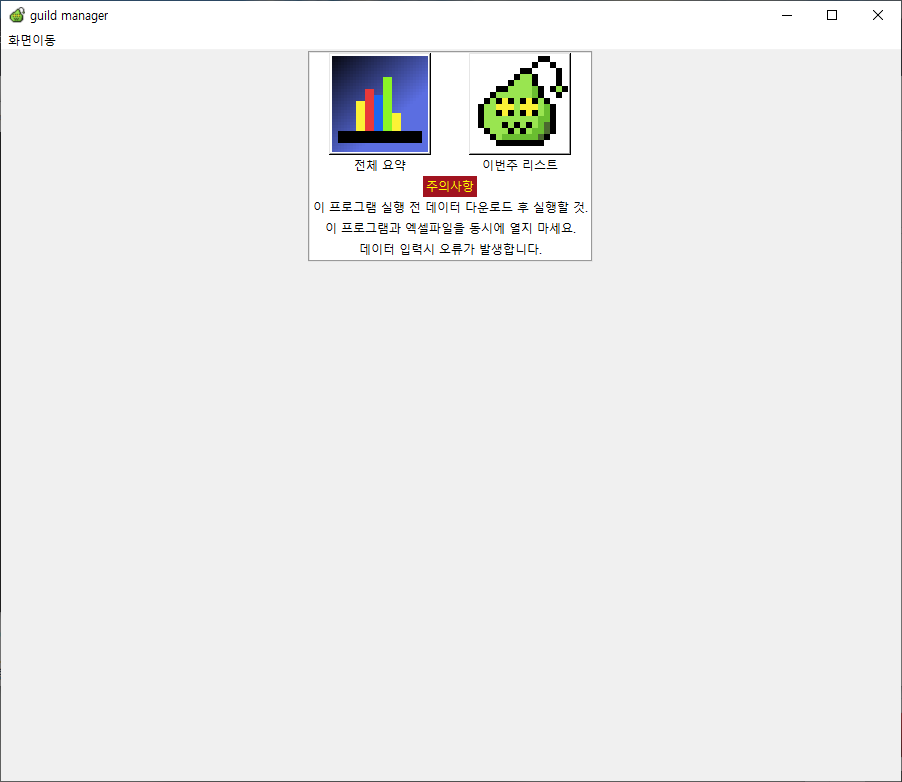 guild manager
화면이동
전체 요약
이번주 리스트
주의사항
이 프로그램 실행 전 데이터 다운로드 후 실행할 것.
이 프로그램과 엑셀파일을 동시에 열지 마세요.
데이터 입력시 오류가 발생합니다.